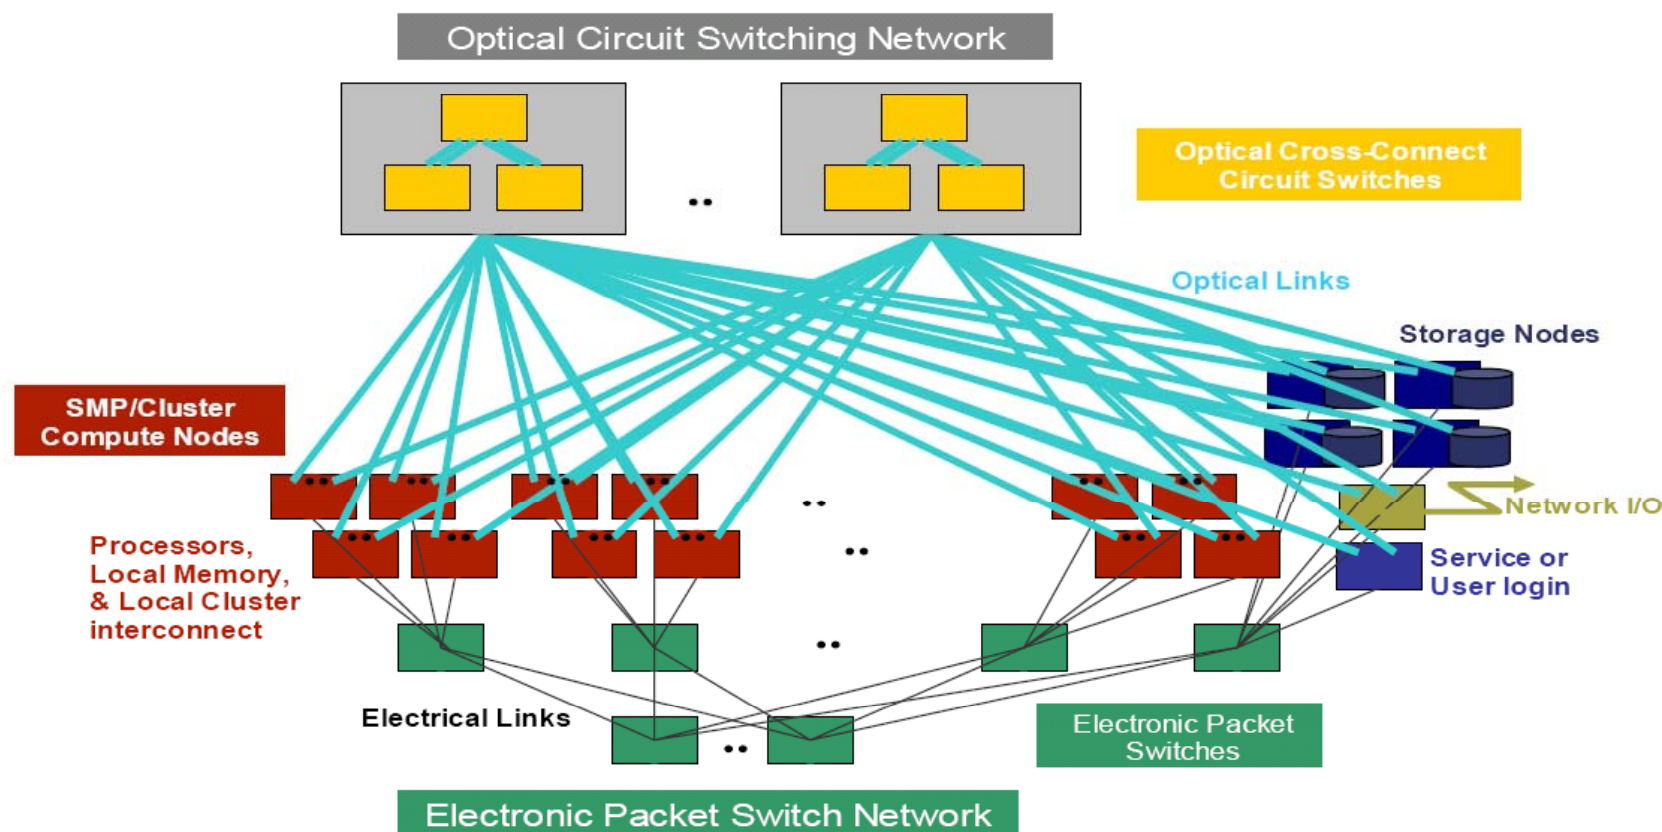 Optical Circuit Switching Network
Optical Cross-Connect
Circuit Switches
Optical Links
Storage Nodes
SMP/Cluster
Compute Nodes
Network I/O
Processors,
Local Memory,
& Local Cluster
interconnect
Service or
User login
Electrical Links
Electronic Packet
Switches
Electronic Packet Switch Network